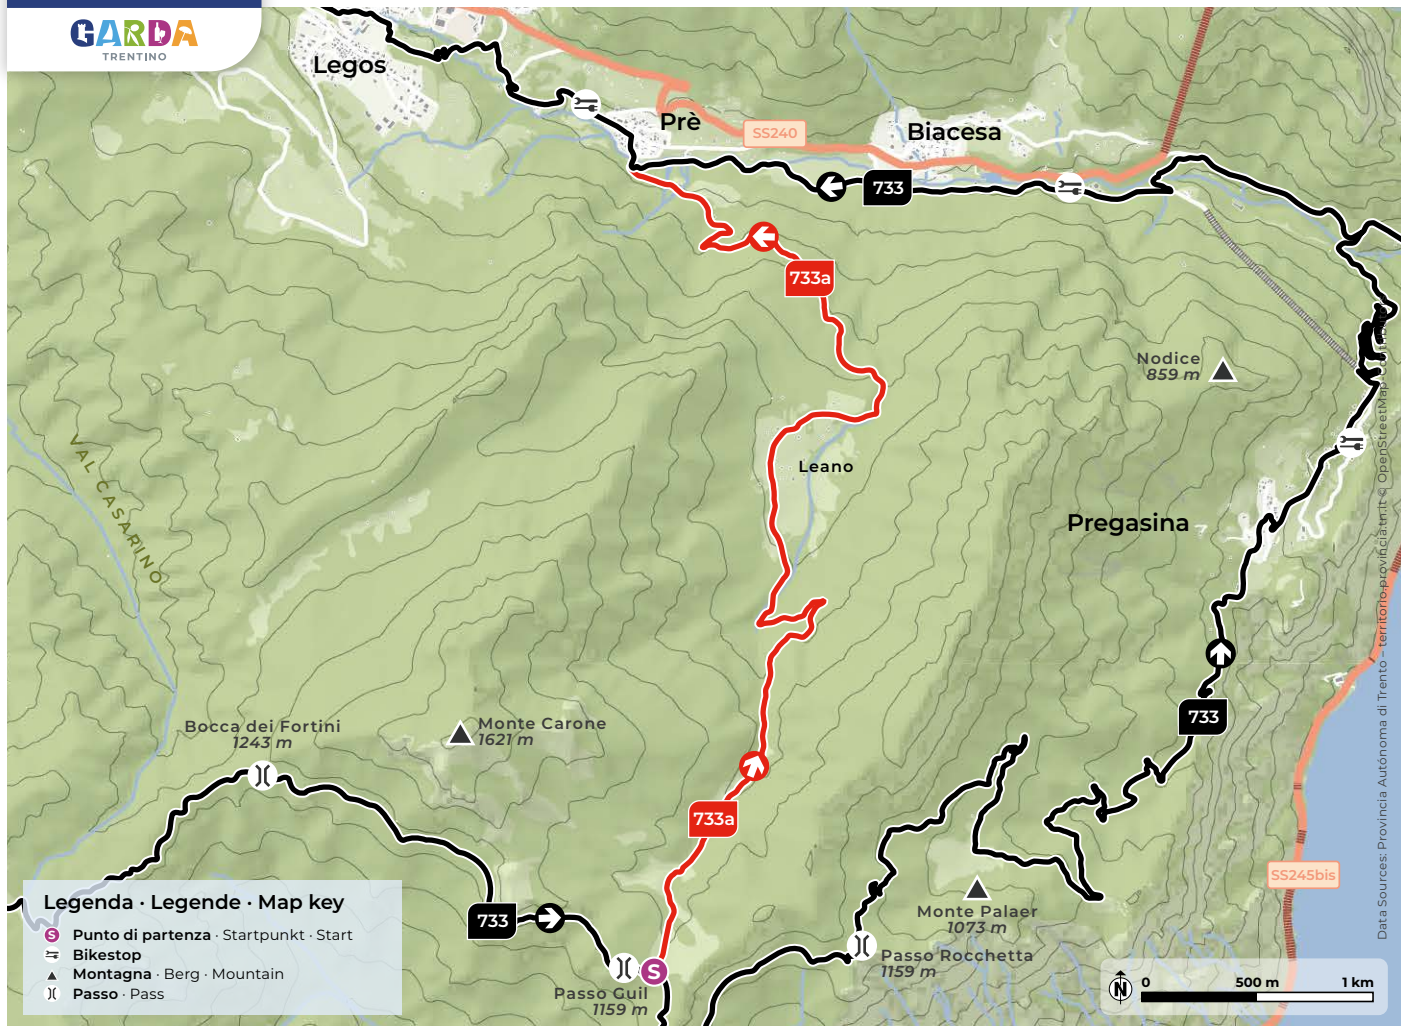 GARDA
TRENTINO
Legos
Prè
SS240
Biacesa
733
733a
Nodice
859 m
Leano
Pregasina
VAL CASARINO
733
Bocca dei Fortini
1243 m
Monte Carone
1621 m
733a
SS245bis
Monte Palaer
1073 m
733
Passo Rocchetta
1159 m
S
Passo Guil
1159 m
Legenda · Legende · Map key
S Punto di partenza · Startpunkt · Start
Bikestop
Montagna · Berg · Mountain
Passo · Pass
N
0 500 m 1 km
Data Sources: Provincia Autónoma di Trento – territorio.provincia.tn.it © OpenStreetMap Contributors